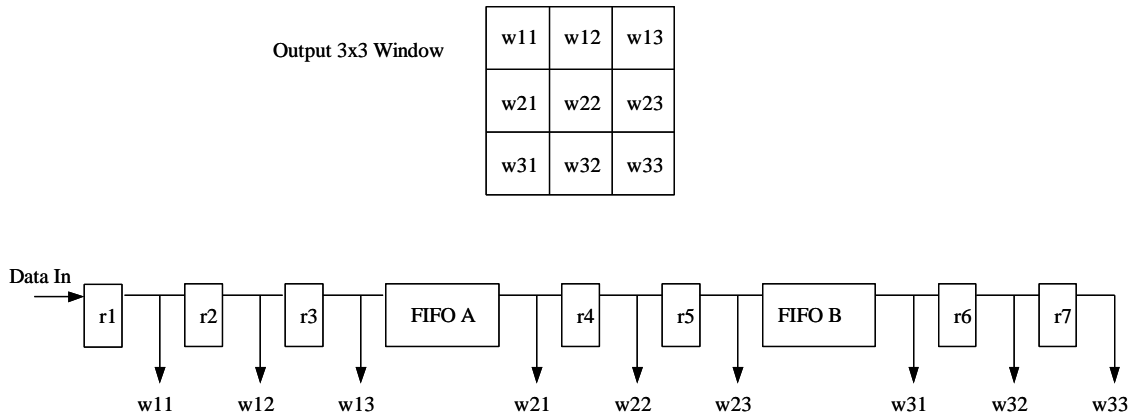 Output 3x3 Window
w11 w12 w13
w21 w22 w23
w31 w32 w33
Data In
r1 r2 r3 FIFO A r4 r5 FIFO B r6 r7
w11 w12 w13 w21 w22 w23 w31 w32 w33